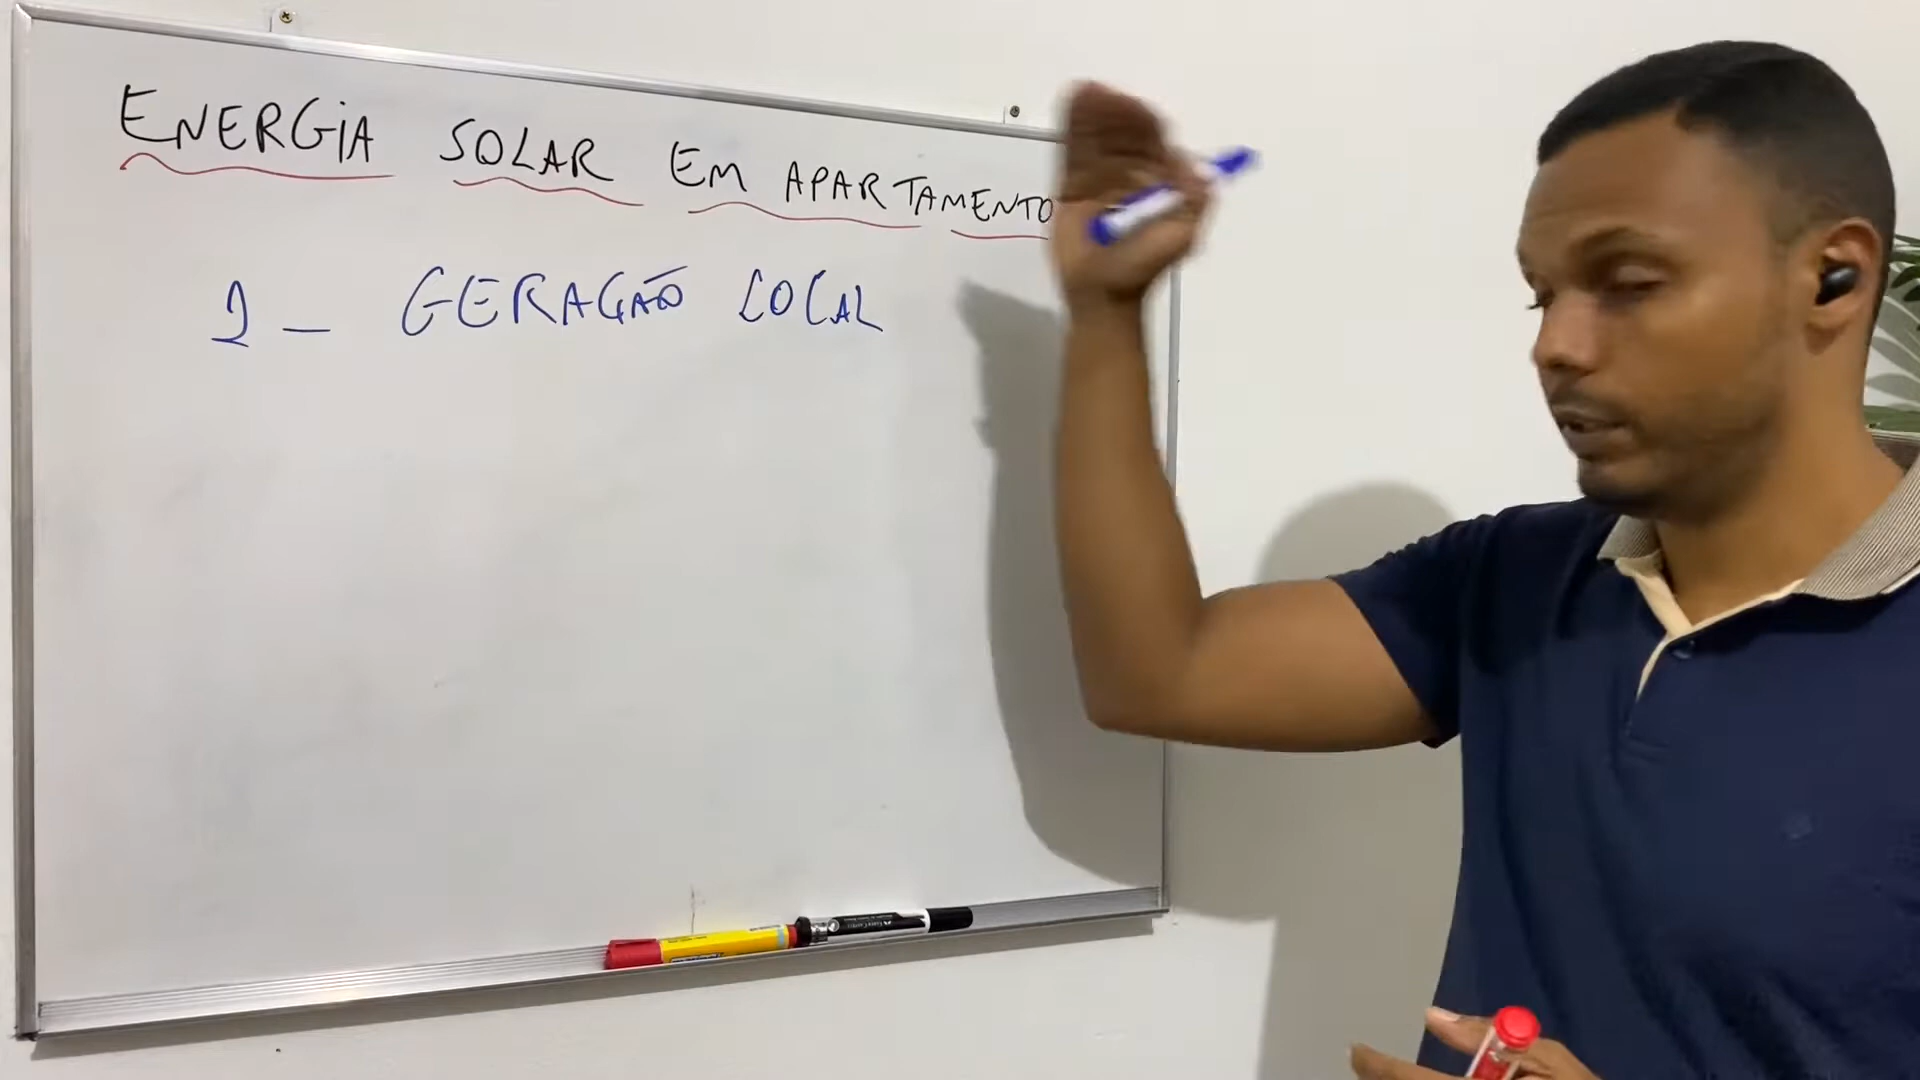 ENERGiA SOLAR EM APARTAMENTO
1 - GERAÇÃO LOCAL